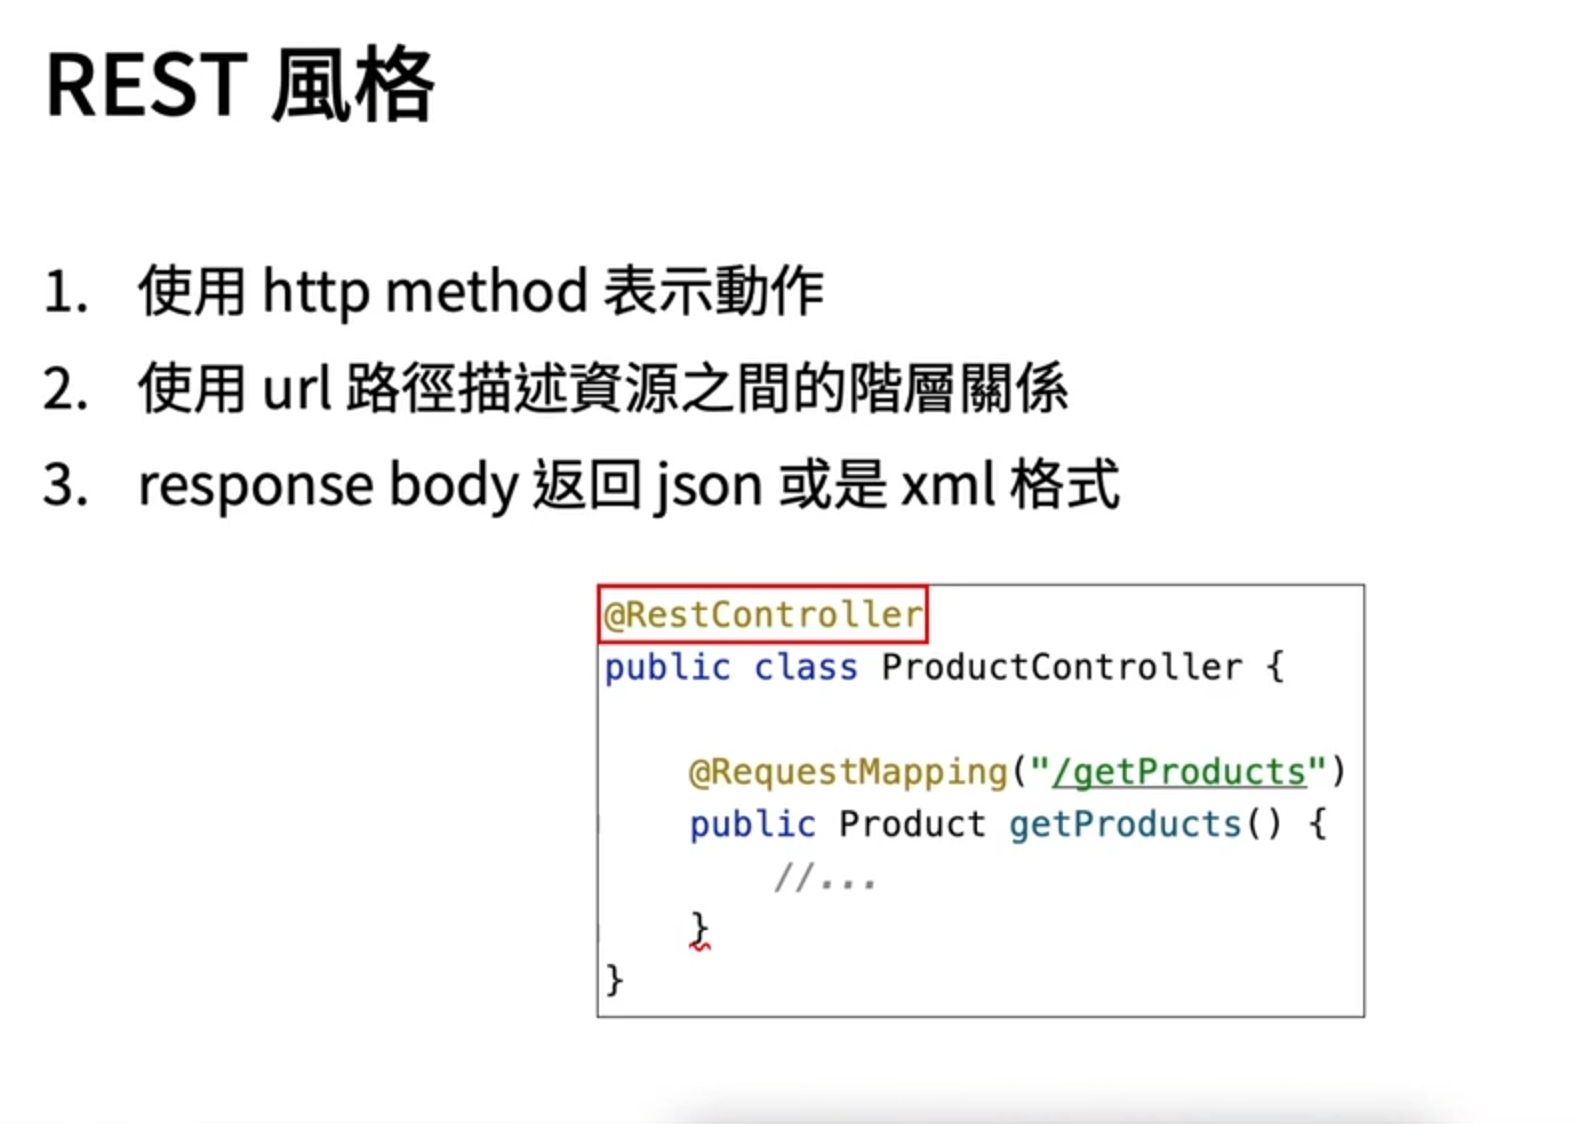 REST 風格
1. 使用 http method 表示動作
2. 使用 url 路徑描述資源之間的階層關係
3. response body 返回 json 或是 xml 格式
@RestController
public class ProductController {
@RequestMapping("/getProducts")
public Product getProducts() {
//...
}
}